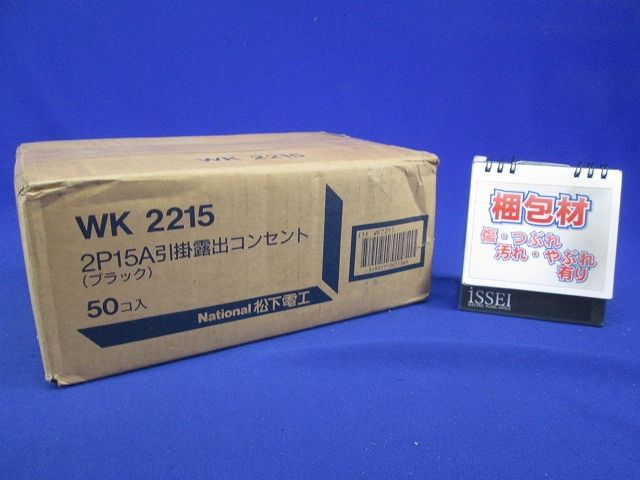 WK 2215
WK 2215
2P15A引掛露出コンセント
(ブラック)
50コ入
National 松下電工
WK2215
梱包材
傷・つぶれ
汚れ・やぶれ
有り
iSSEI